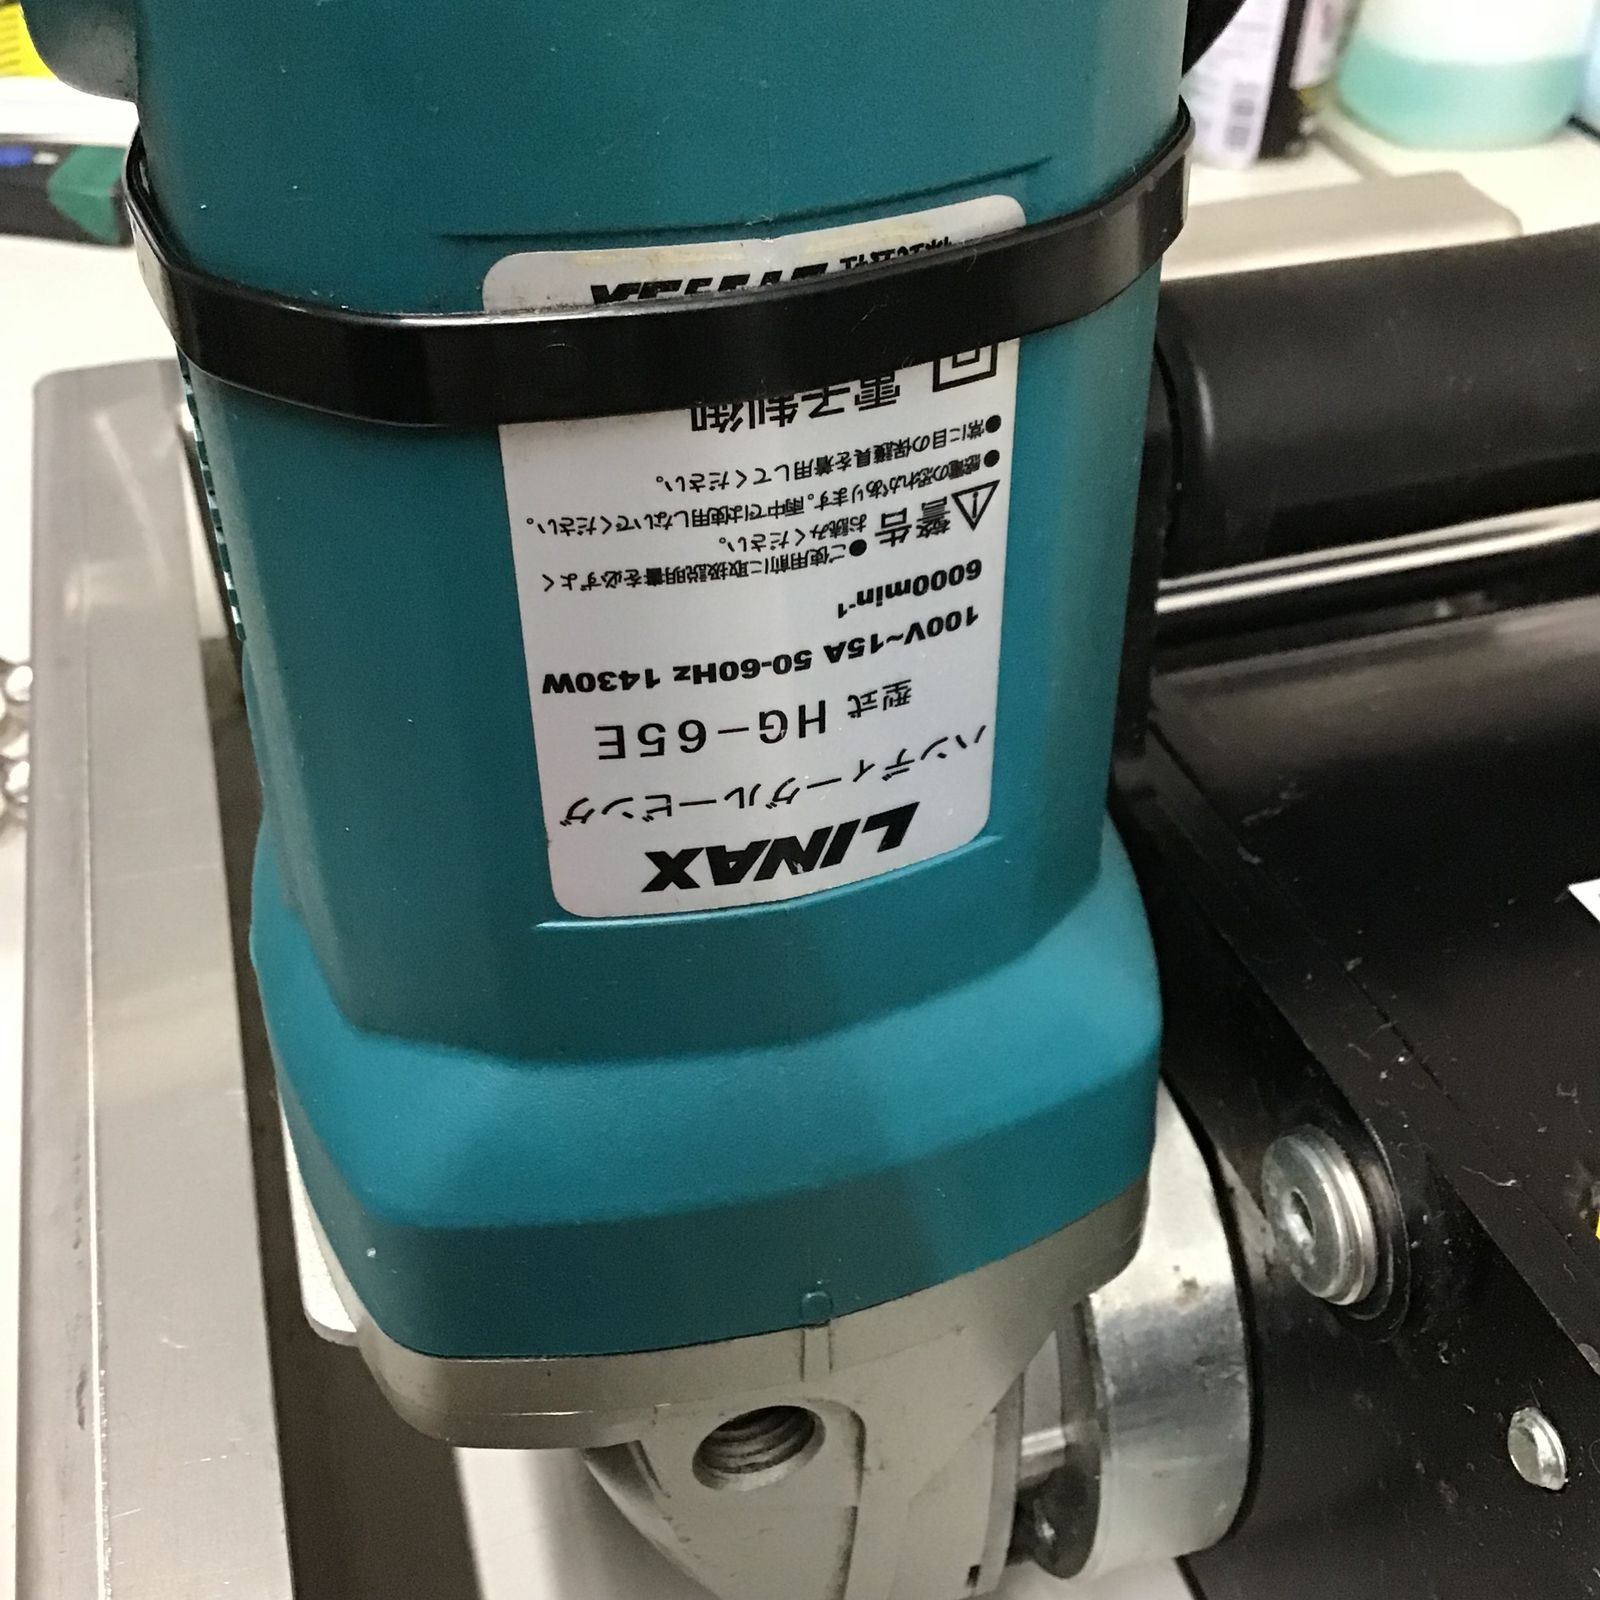 LINAX
ハンディーグルービング
型式 HG-65E
100V~15A 50-60Hz 1430W
6000min-1
警告 ●ご使用前に取扱説明書を必ずよく
お読みください。
●感電の恐れがあります。雨中では使用しないでください。
●常に目の保護具を着用してください。
電子制御
株式会社